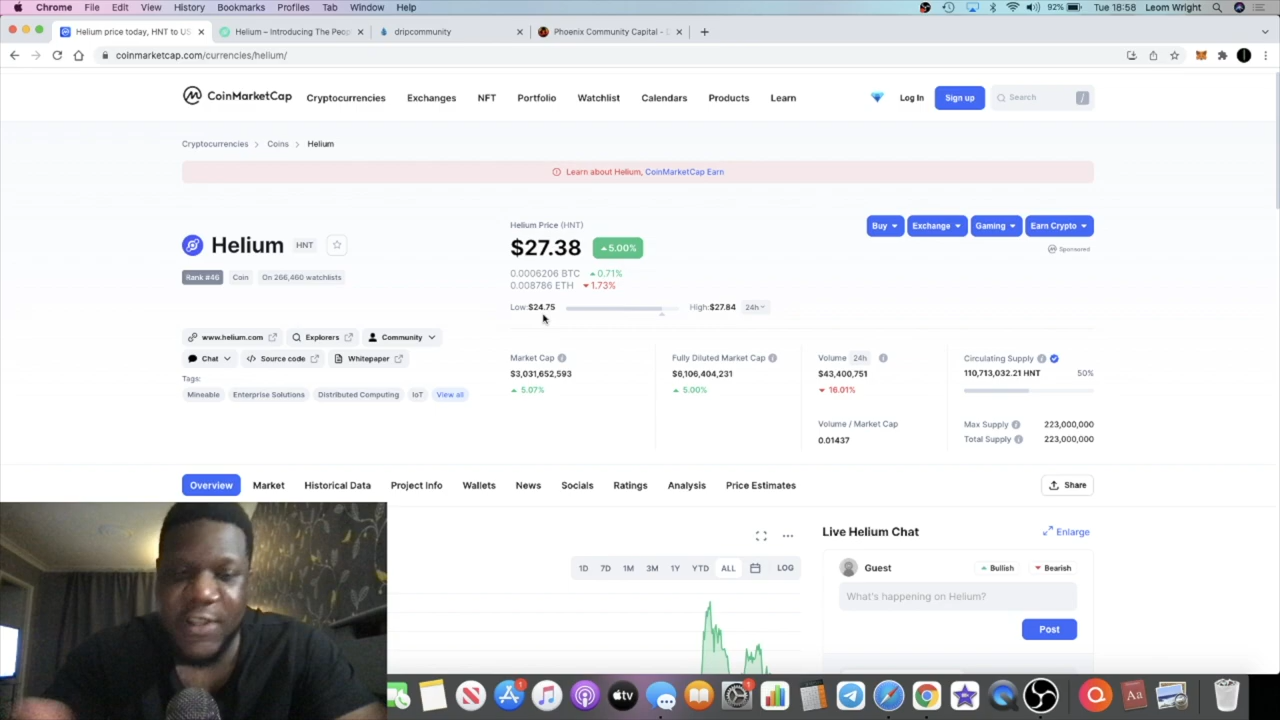 Chrome File Edit View History Bookmarks Profiles Tab Window Help 92% Tue 18:58 Leom Wright
Helium price today, HNT to US
Helium – Introducing The Peop
dripcommunity
Phoenix Community Capital -
coinmarketcap.com/currencies/helium/
CoinMarketCap Cryptocurrencies Exchanges NFT Portfolio Watchlist Calendars Products Learn Log In Sign up Search /
Cryptocurrencies > Coins > Helium
Learn about Helium, CoinMarketCap Earn
Helium HNT
Rank #46 Coin On 266,460 watchlists
www.helium.com Explorers Community
Chat Source code Whitepaper
Tags:
Mineable Enterprise Solutions Distributed Computing IoT View all
Helium Price (HNT)
$27.38 5.00%
0.0006206 BTC 0.71%
0.008786 ETH 1.73%
Low:$24.75 High:$27.84 24h
Buy Exchange Gaming Earn Crypto
Sponsored
Market Cap
$3,031,652,593
5.07%
Fully Diluted Market Cap
$6,106,404,231
5.00%
Volume 24h
$43,400,751
16.01%
Volume / Market Cap
0.01437
Circulating Supply
110,713,032.21 HNT 50%
Max Supply 223,000,000
Total Supply 223,000,000
Overview Market Historical Data Project Info Wallets News Socials Ratings Analysis Price Estimates Share
1D 7D 1M 3M 1Y YTD ALL LOG
Live Helium Chat Enlarge
Guest Bullish Bearish
What's happening on Helium?
Post
tv
Aa